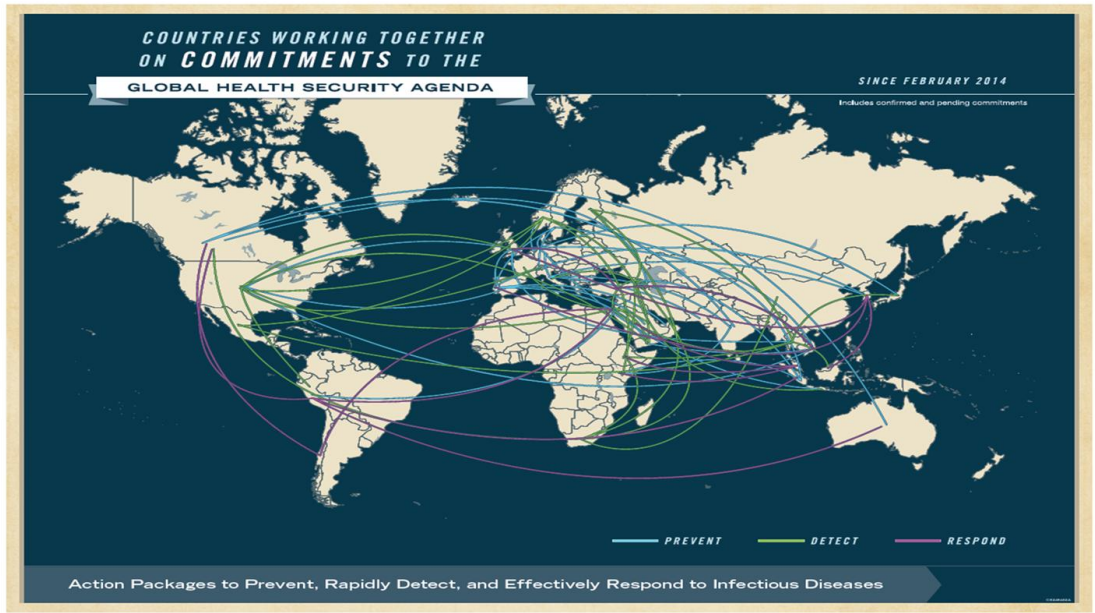 COUNTRIES WORKING TOGETHER
ON COMMITMENTS TO THE
GLOBAL HEALTH SECURITY AGENDA
SINCE FEBRUARY 2014
Includes confirmed and pending commitments
PREVENT
DETECT
RESPOND
Action Packages to Prevent, Rapidly Detect, and Effectively Respond to Infectious Diseases